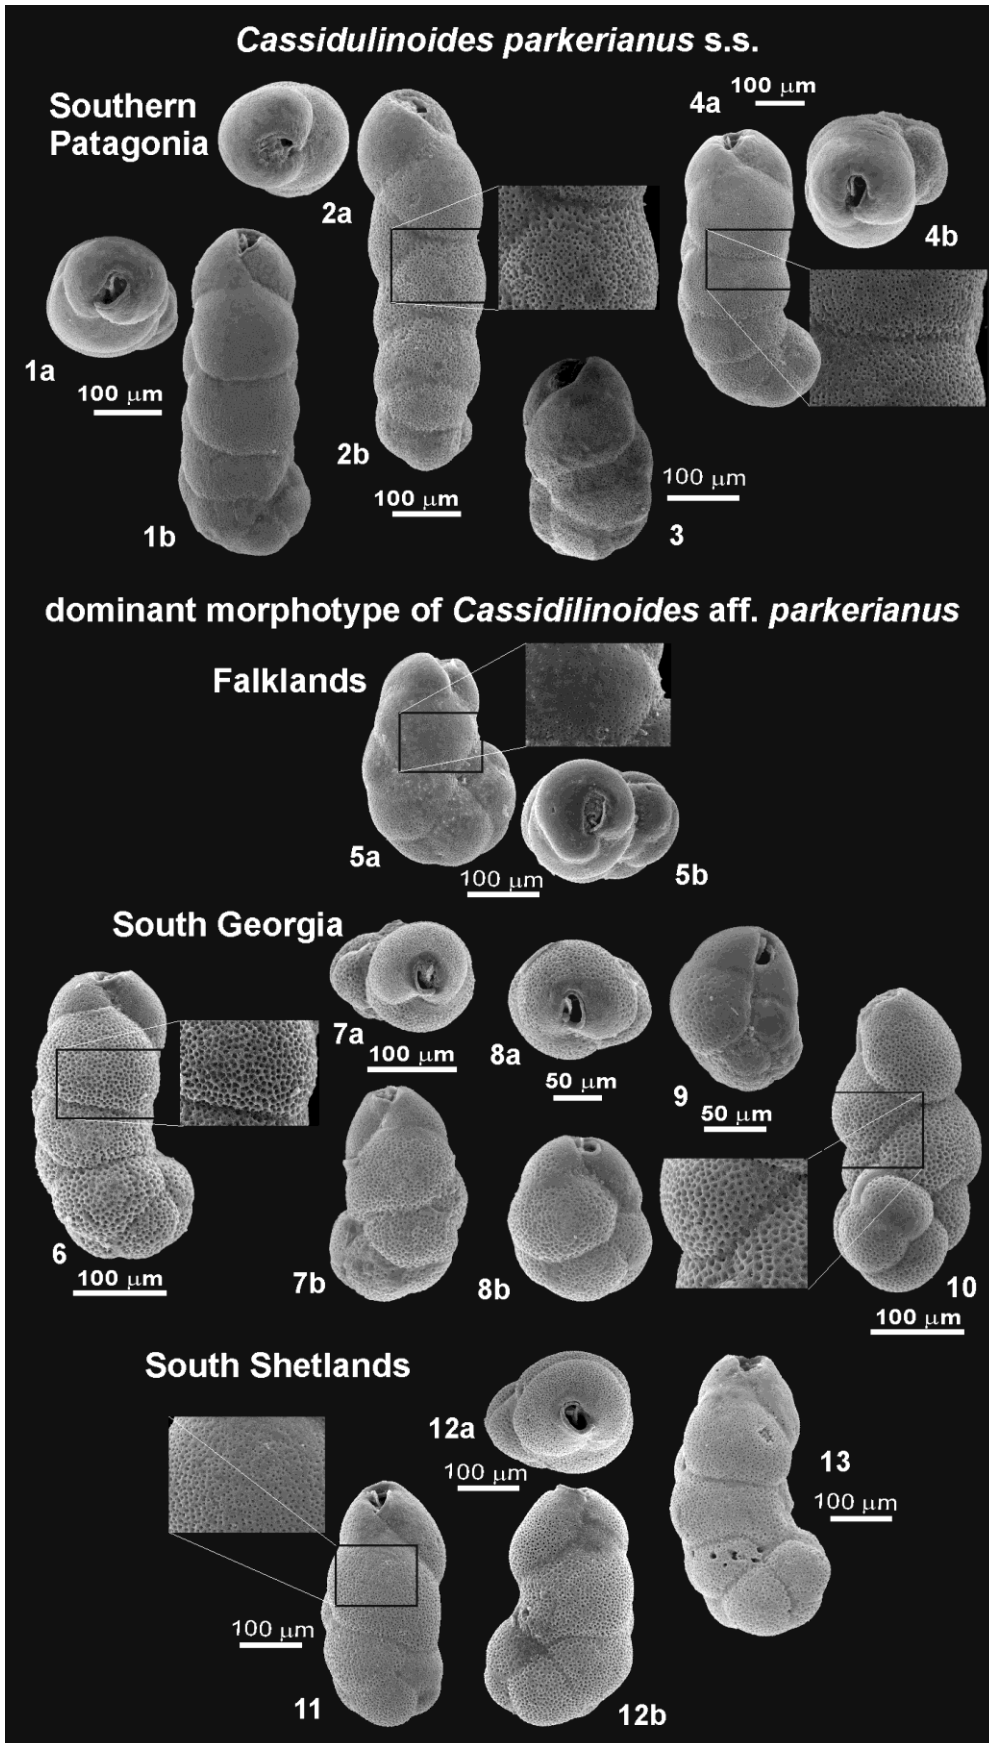 Cassidulinoides parkerianus s.s.
Southern
Patagonia
2a
4a
100 µm
4b
1a
100 µm
1b
2b
100 µm
100 µm
3
dominant morphotype of Cassidilinoides aff. parkerianus
Falklands
5a
100 µm
5b
South Georgia
7a
100 µm
8a
50 µm
9
50 µm
6
100 µm
7b
8b
10
100 µm
South Shetlands
12a
100 µm
13
100 µm
100 µm
11
12b